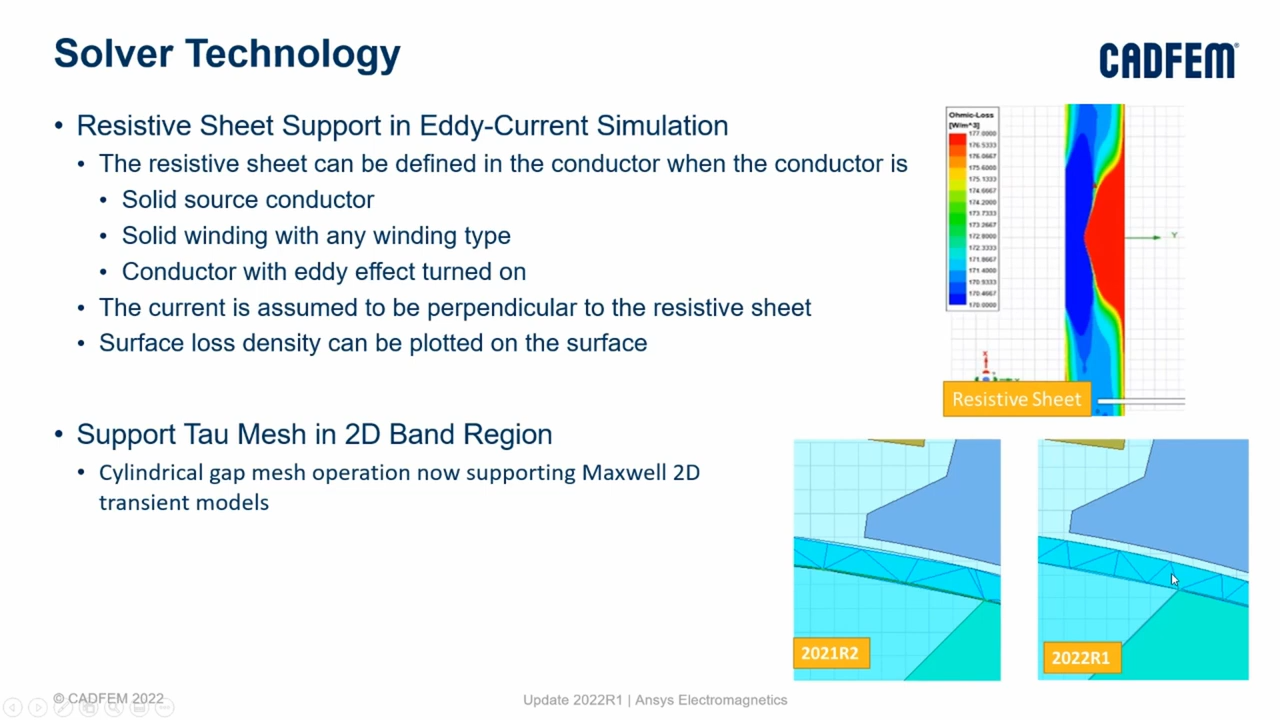 Solver Technology
CADFEM®
• Resistive Sheet Support in Eddy-Current Simulation
• The resistive sheet can be defined in the conductor when the conductor is
• Solid source conductor
• Solid winding with any winding type
• Conductor with eddy effect turned on
• The current is assumed to be perpendicular to the resistive sheet
• Surface loss density can be plotted on the surface
Ohmic-Loss
[W/m^3]
177.0000
176.5333
176.0667
175.6000
175.1333
174.6667
174.2000
173.7333
173.2667
172.8000
172.3333
171.8667
171.4000
170.9333
170.4667
170.0000
Y
X
Resistive Sheet
• Support Tau Mesh in 2D Band Region
• Cylindrical gap mesh operation now supporting Maxwell 2D
transient models
2021R2
2022R1
© CADFEM 2022
Update 2022R1 | Ansys Electromagnetics